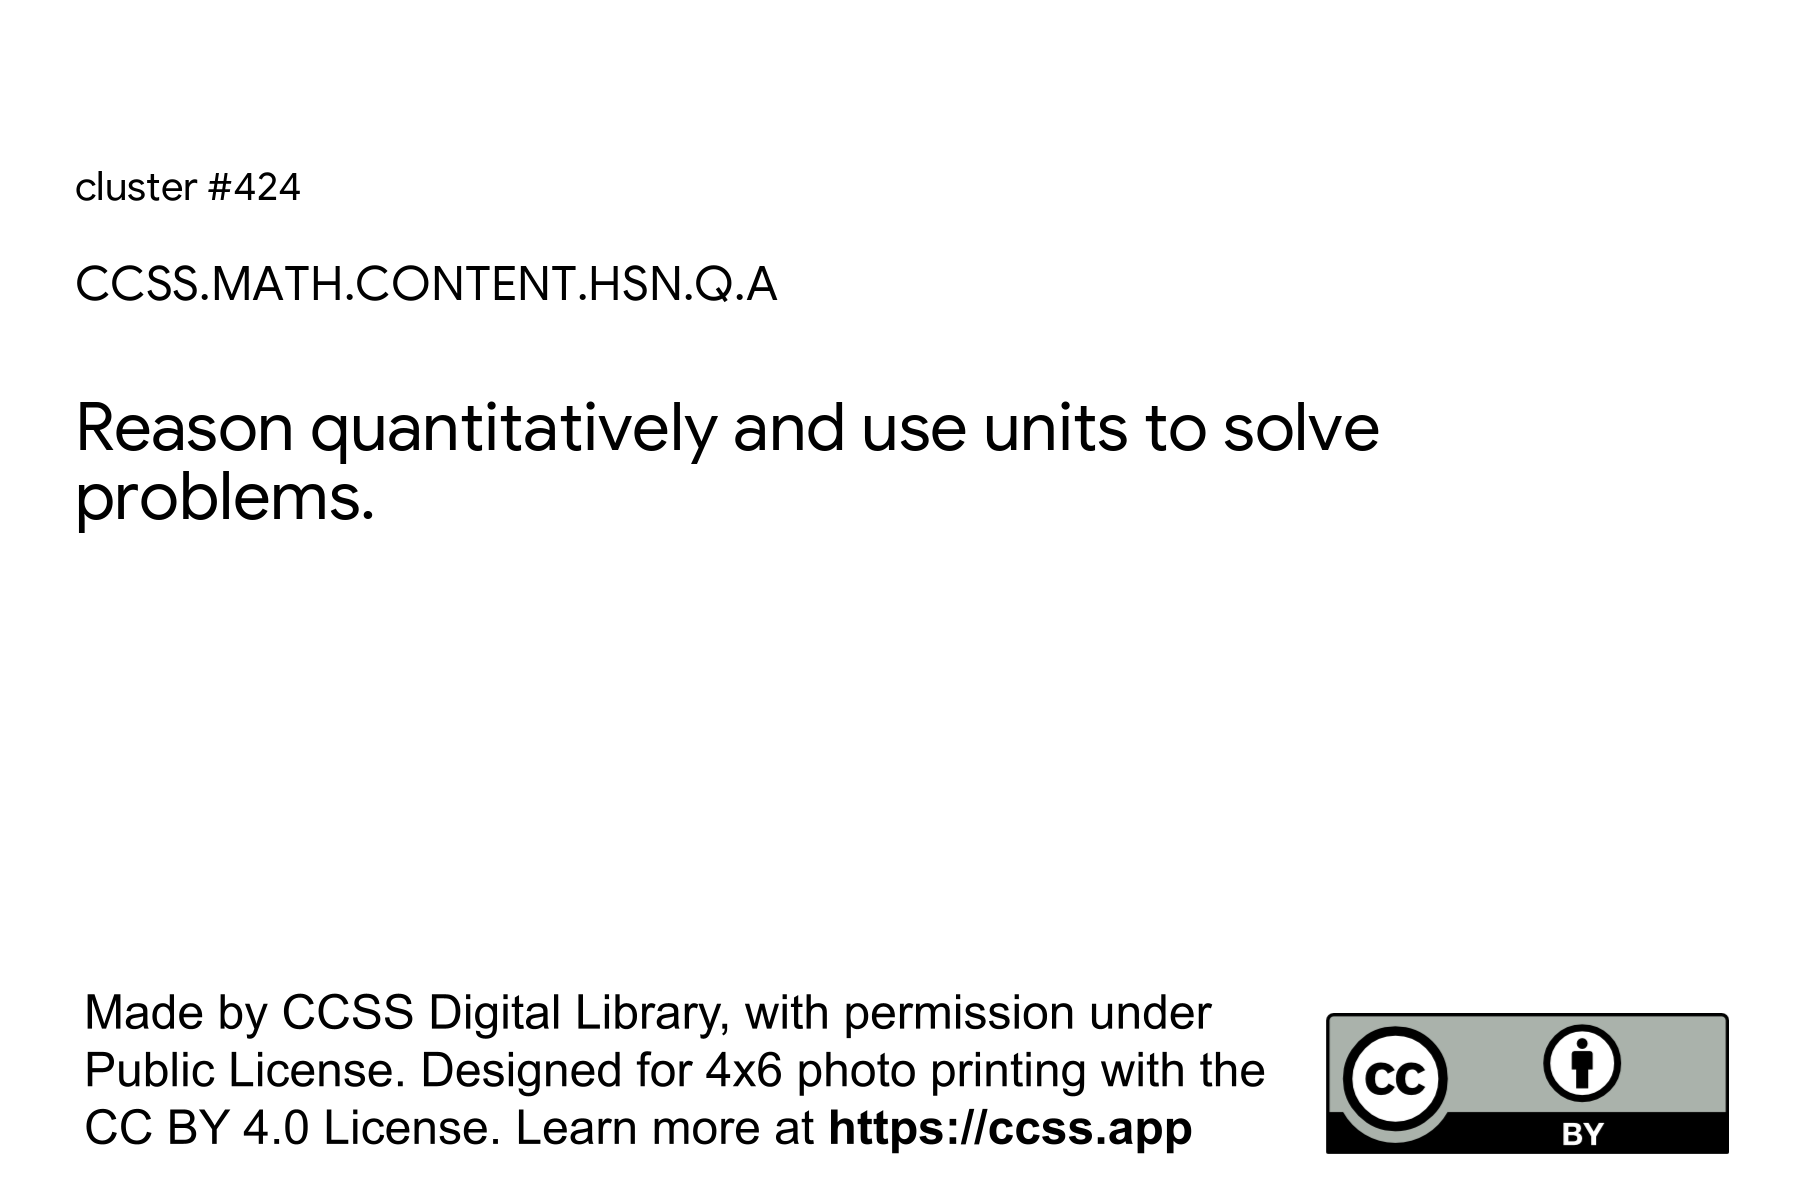 cluster #424
CCSS.MATH.CONTENT.HSN.Q.A
Reason quantitatively and use units to solve
problems.
Made by CCSS Digital Library, with permission under
Public License. Designed for 4x6 photo printing with the
CC BY 4.0 License. Learn more at https://ccss.app
CC
BY